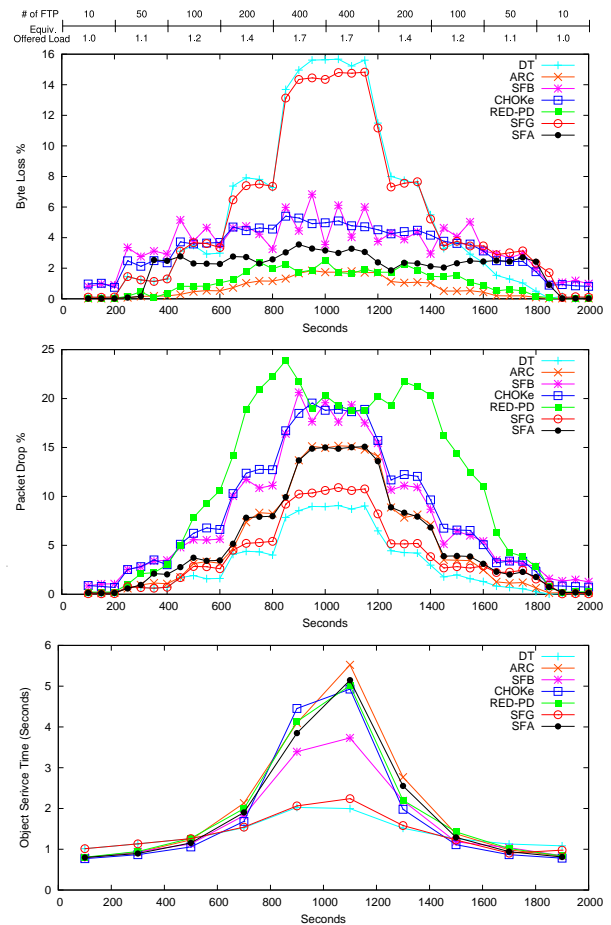 # of FTP 10 50 100 200 400 400 200 100 50 10
Equiv.
Offered Load 1.0 1.1 1.2 1.4 1.7 1.7 1.4 1.2 1.1 1.0
16
14
12
10
8
6
4
2
0
Byte Loss %
DT
ARC
SFB
CHOKe
RED-PD
SFG
SFA
0 200 400 600 800 1000 1200 1400 1600 1800 2000
Seconds
25
20
15
10
5
0
Packet Drop %
DT
ARC
SFB
CHOKe
RED-PD
SFG
SFA
0 200 400 600 800 1000 1200 1400 1600 1800 2000
Seconds
6
5
4
3
2
1
0
Object Serivce Time (Seconds)
DT
ARC
SFB
CHOKe
RED-PD
SFG
SFA
0 200 400 600 800 1000 1200 1400 1600 1800 2000
Seconds